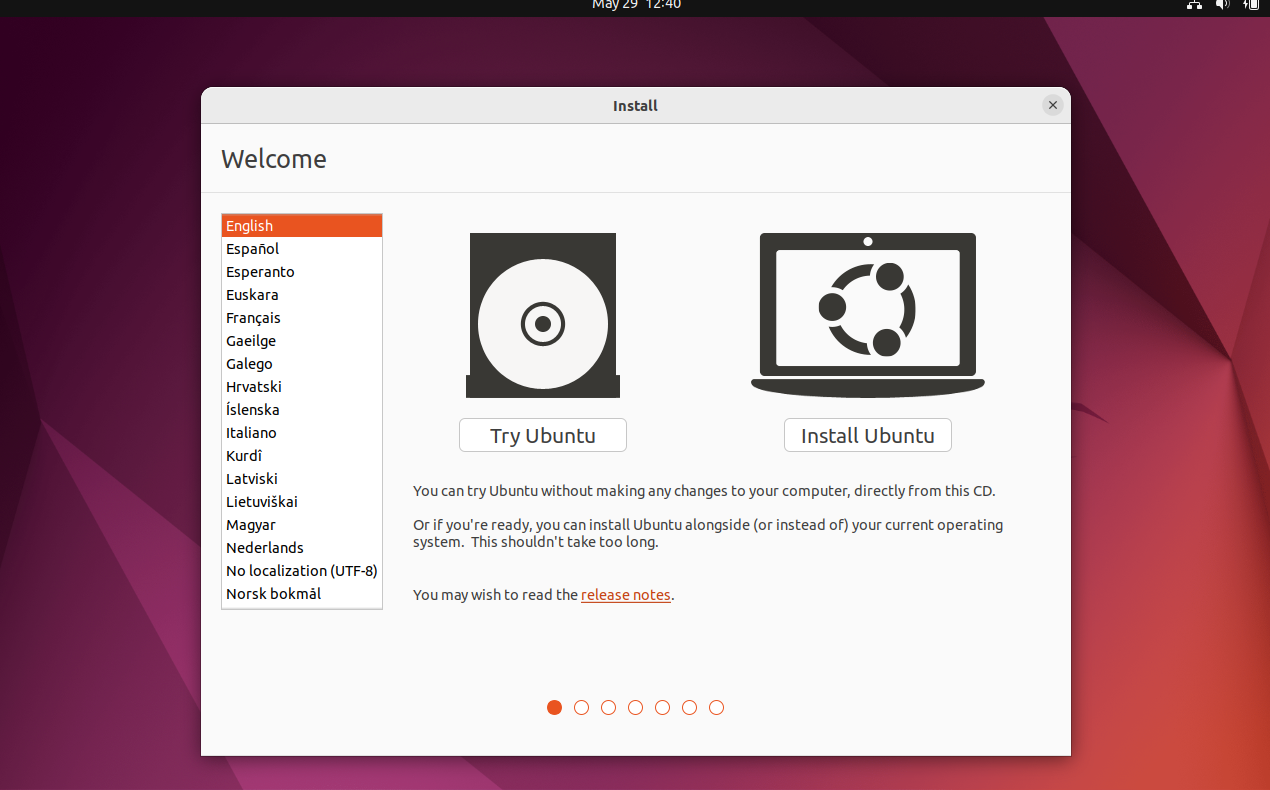 May 29  12:40
Install
Welcome
English
Español
Esperanto
Euskara
Français
Gaeilge
Galego
Hrvatski
Íslenska
Italiano
Kurdî
Latviski
Lietuviškai
Magyar
Nederlands
No localization (UTF-8)
Norsk bokmål
Try Ubuntu
Install Ubuntu
You can try Ubuntu without making any changes to your computer, directly from this CD.
Or if you're ready, you can install Ubuntu alongside (or instead of) your current operating
system.  This shouldn't take too long.
You may wish to read the release notes.